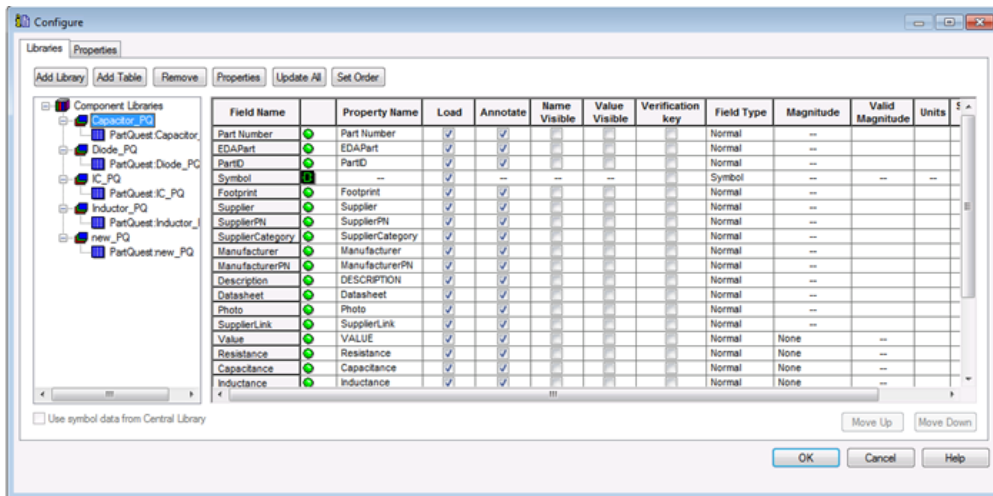 Configure
Libraries Properties
Add Library Add Table Remove Properties Update All Set Order
Component Libraries
Capacitor_PQ
PartQuest:Capacitor_
Diode_PQ
PartQuest:Diode_PQ
IC_PQ
PartQuest:IC_PQ
Inductor_PQ
PartQuest:Inductor_
new_PQ
PartQuest:new_PQ
Field Name Property Name Load Annotate Name Visible Value Visible Verification key Field Type Magnitude Valid Magnitude Units S
Part Number Part Number Normal --
EDAPart EDAPart Normal --
PartID PartID Normal --
Symbol -- -- -- -- Symbol -- -- --
Footprint Footprint Normal --
Supplier Supplier Normal --
SupplierPN SupplierPN Normal --
SupplierCategory SupplierCategory Normal --
Manufacturer Manufacturer Normal --
ManufacturerPN ManufacturerPN Normal --
Description DESCRIPTION Normal --
Datasheet Datasheet Normal --
Photo Photo Normal --
SupplierLink SupplierLink Normal --
Value VALUE Normal None --
Resistance Resistance Normal None --
Capacitance Capacitance Normal None --
Inductance Inductance Normal None --
Use symbol data from Central Library
Move Up Move Down
OK Cancel Help